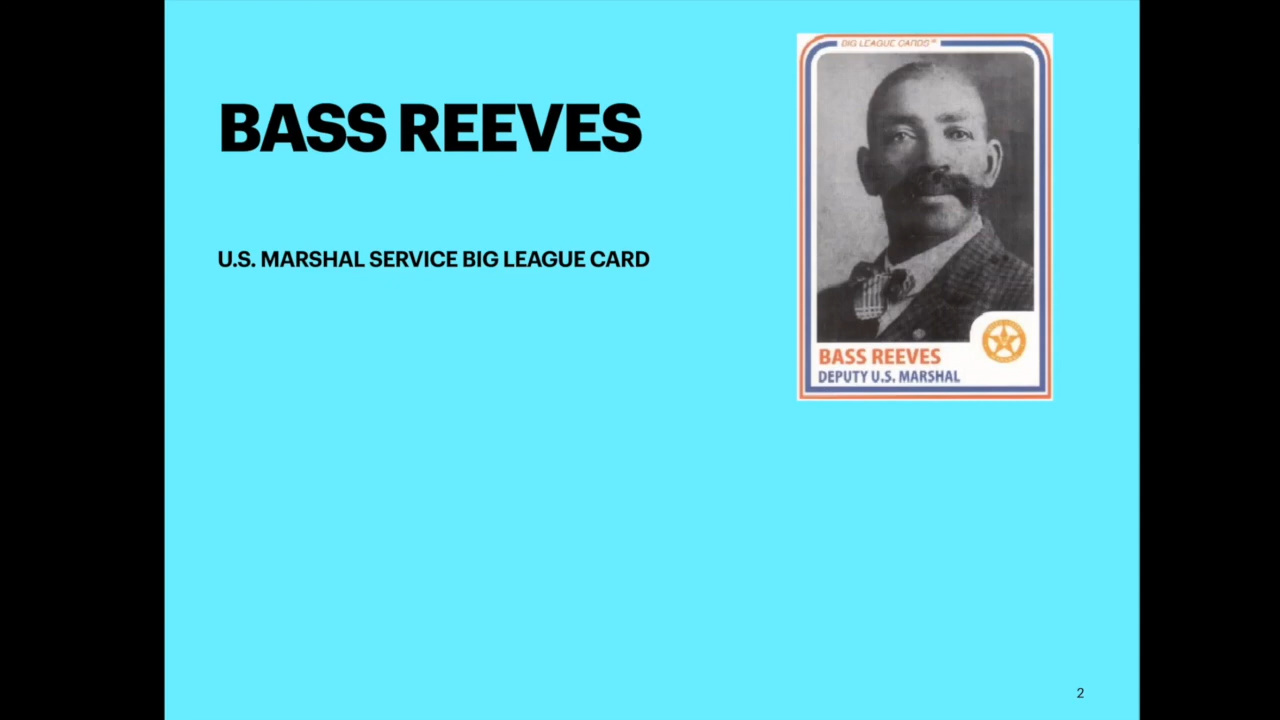 BASS REEVES
U.S. MARSHAL SERVICE BIG LEAGUE CARD
BIG LEAGUE CARDS
BASS REEVES
DEPUTY U.S. MARSHAL
2